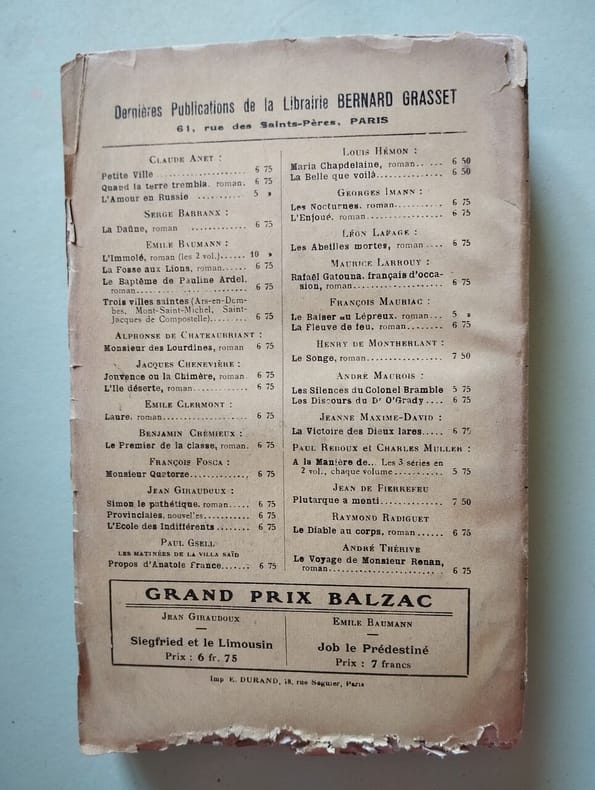 Dernières Publications de la Librairie BERNARD GRASSET
61, rue des Saints-Pères, PARIS
CLAUDE ANET :
Petite Ville ............ 6 75
Quand la terre trembla. roman. 6 75
L'Amour en Russie ........... 5 »
SERGE BARRANX :
La Daûne, roman ............ 6 75
EMILE BAUMANN :
L'Immolé, roman (les 2 vol.)..... 10 »
La Fosse aux Lions, roman...... 6 75
Le Baptême de Pauline Ardel.
roman....................... 6 75
Trois villes saintes (Ars-en-Dom-
bes, Mont-Saint-Michel, Saint-
Jacques de Compostelle)....... 6 75
ALPHONSE DE CHATEAUBRIANT :
Monsieur des Lourdines, roman 6 75
JACQUES CHENEVIÈRE :
Jouvence ou la Chimère, roman. 6 75
L'Ile déserte, roman............ 6 75
EMILE CLERMONT :
Laure. roman................... 6 75
BENJAMIN CRÉMIEUX :
Le Premier de la classe, roman. 6 75
FRANÇOIS FOSCA :
Monsieur Quatorze............. 6 75
JEAN GIRAUDOUX :
Simon le pathétique, roman..... 6 75
Provinciales, nouvel'es.......... 6 75
L'Ecole des Indifférents........ 6 75
PAUL GSELL
LES MATINÉES DE LA VILLA SAÏD
Propos d'Anatole France....... 6 75
LOUIS HÉMON :
Maria Chapdelaine, roman.. ... 6 50
La Belle que voilà............. 6 50
GEORGES IMANN :
Les Nocturnes. roman.......... 6 75
L'Enjoué. roman............... 6 75
LÉON LAFAGE :
Les Abeilles mortes, roman .... 6 75
MAURICE LARROUY :
Rafaël Gatouna. français d'occa-
sion, roman................... 6 75
FRANÇOIS MAURIAC :
Le Baiser au Lépreux. roman... 5 »
La Fleuve de feu. roman........ 6 75
HENRY DE MONTHERLANT :
Le Songe, roman................ 7 50
ANDRÉ MAUROIS :
Les Silences du Colonel Bramble 5 75
Les Discours du Dr O'Grady.... 6 75
JEANNE MAXIME-DAVID :
La Victoire des Dieux lares..... 6 75
PAUL REBOUX et CHARLES MULLER :
A la Manière de... Les 3 séries en
2 vol., chaque volume ........... 5 75
JEAN DE PIERREFEU
Plutarque a menti.............. 7 50
RAYMOND RADIGUET
Le Diable au corps, roman...... 6 75
ANDRÉ THÉRIVE
Le Voyage de Monsieur Renan,
roman......................... 6 75
GRAND PRIX BALZAC
JEAN GIRAUDOUX
Siegfried et le Limousin
Prix : 6 fr. 75
EMILE BAUMANN
Job le Prédestiné
Prix : 7 francs
Imp E. DURAND, 18, rue Séguier, Paris